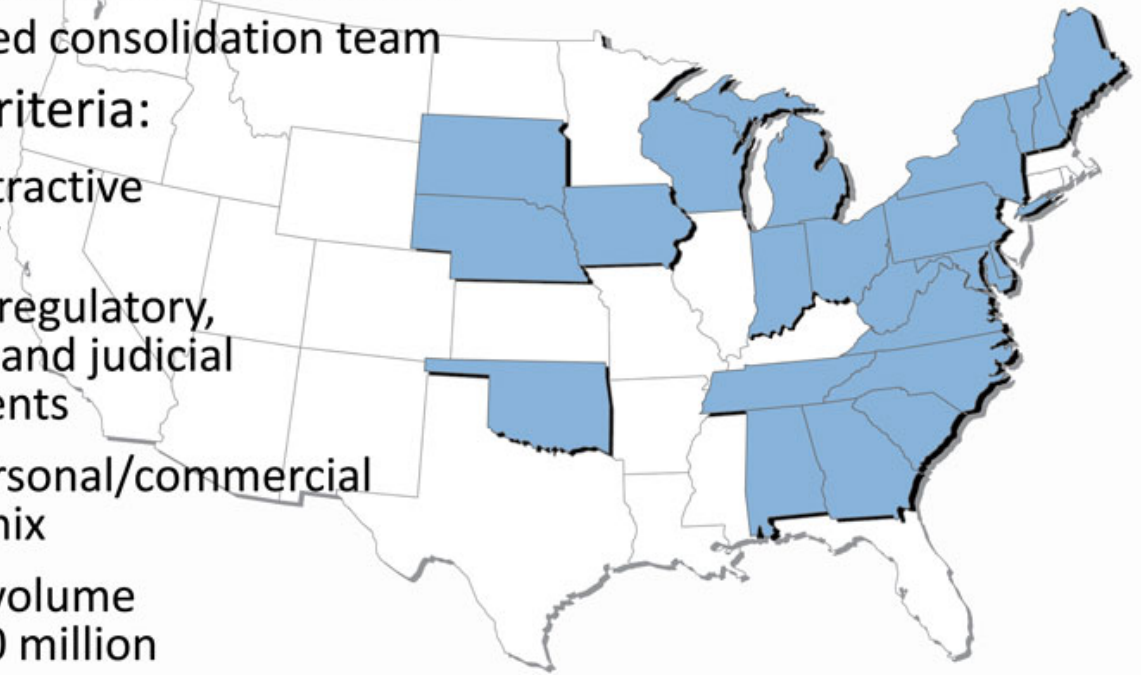 ed consolidation team
riteria:
tractive
regulatory,
and judicial
ents
rsonal/commercial
nix
volume
0 million